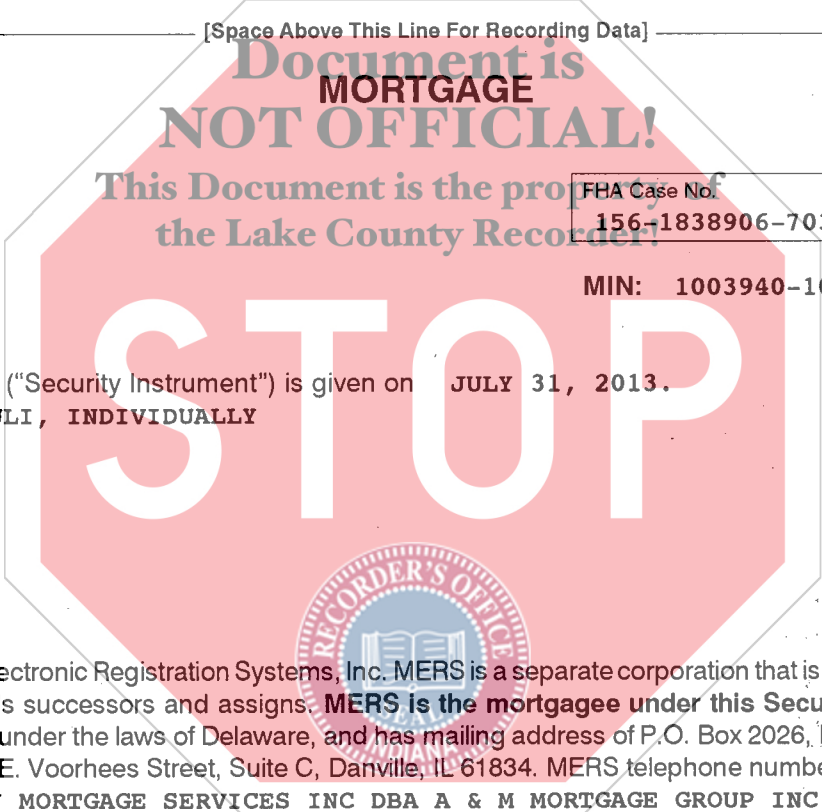 [Space Above This Line For Recording Data]
Document is
MORTGAGE
NOT OFFICIAL!
This Document is the property of
FHA Case No.
the Lake County Recorder!
156-1838906-703
MIN: 1003940-10
STOP
("Security Instrument") is given on JULY 31, 2013.
LI, INDIVIDUALLY
RECORDER'S OFFICE
SEAL
INDIANA
ectronic Registration Systems, Inc. MERS is a separate corporation that is
s successors and assigns. MERS is the mortgagee under this Secu
under the laws of Delaware, and has mailing address of P.O. Box 2026,
E. Voorhees Street, Suite C, Danville, IL 61834. MERS telephone numbe
MORTGAGE SERVICES INC DBA A & M MORTGAGE GROUP INC